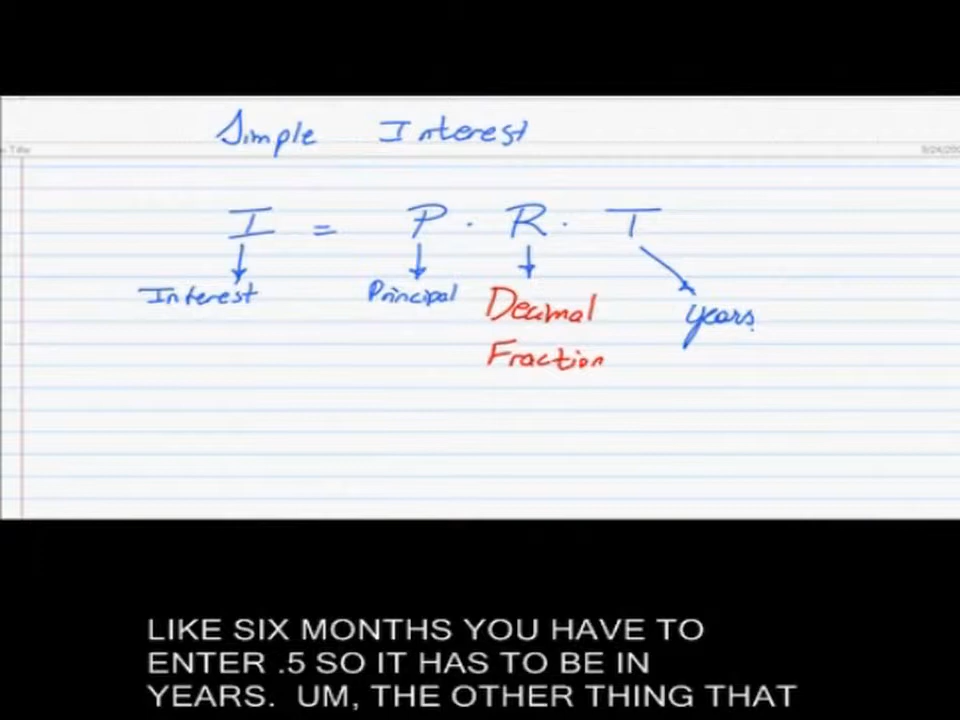 Simple Interest
I = P · R · T
Interest Principal Decimal years
Fraction
LIKE SIX MONTHS YOU HAVE TO
ENTER .5 SO IT HAS TO BE IN
YEARS. UM, THE OTHER THING THAT